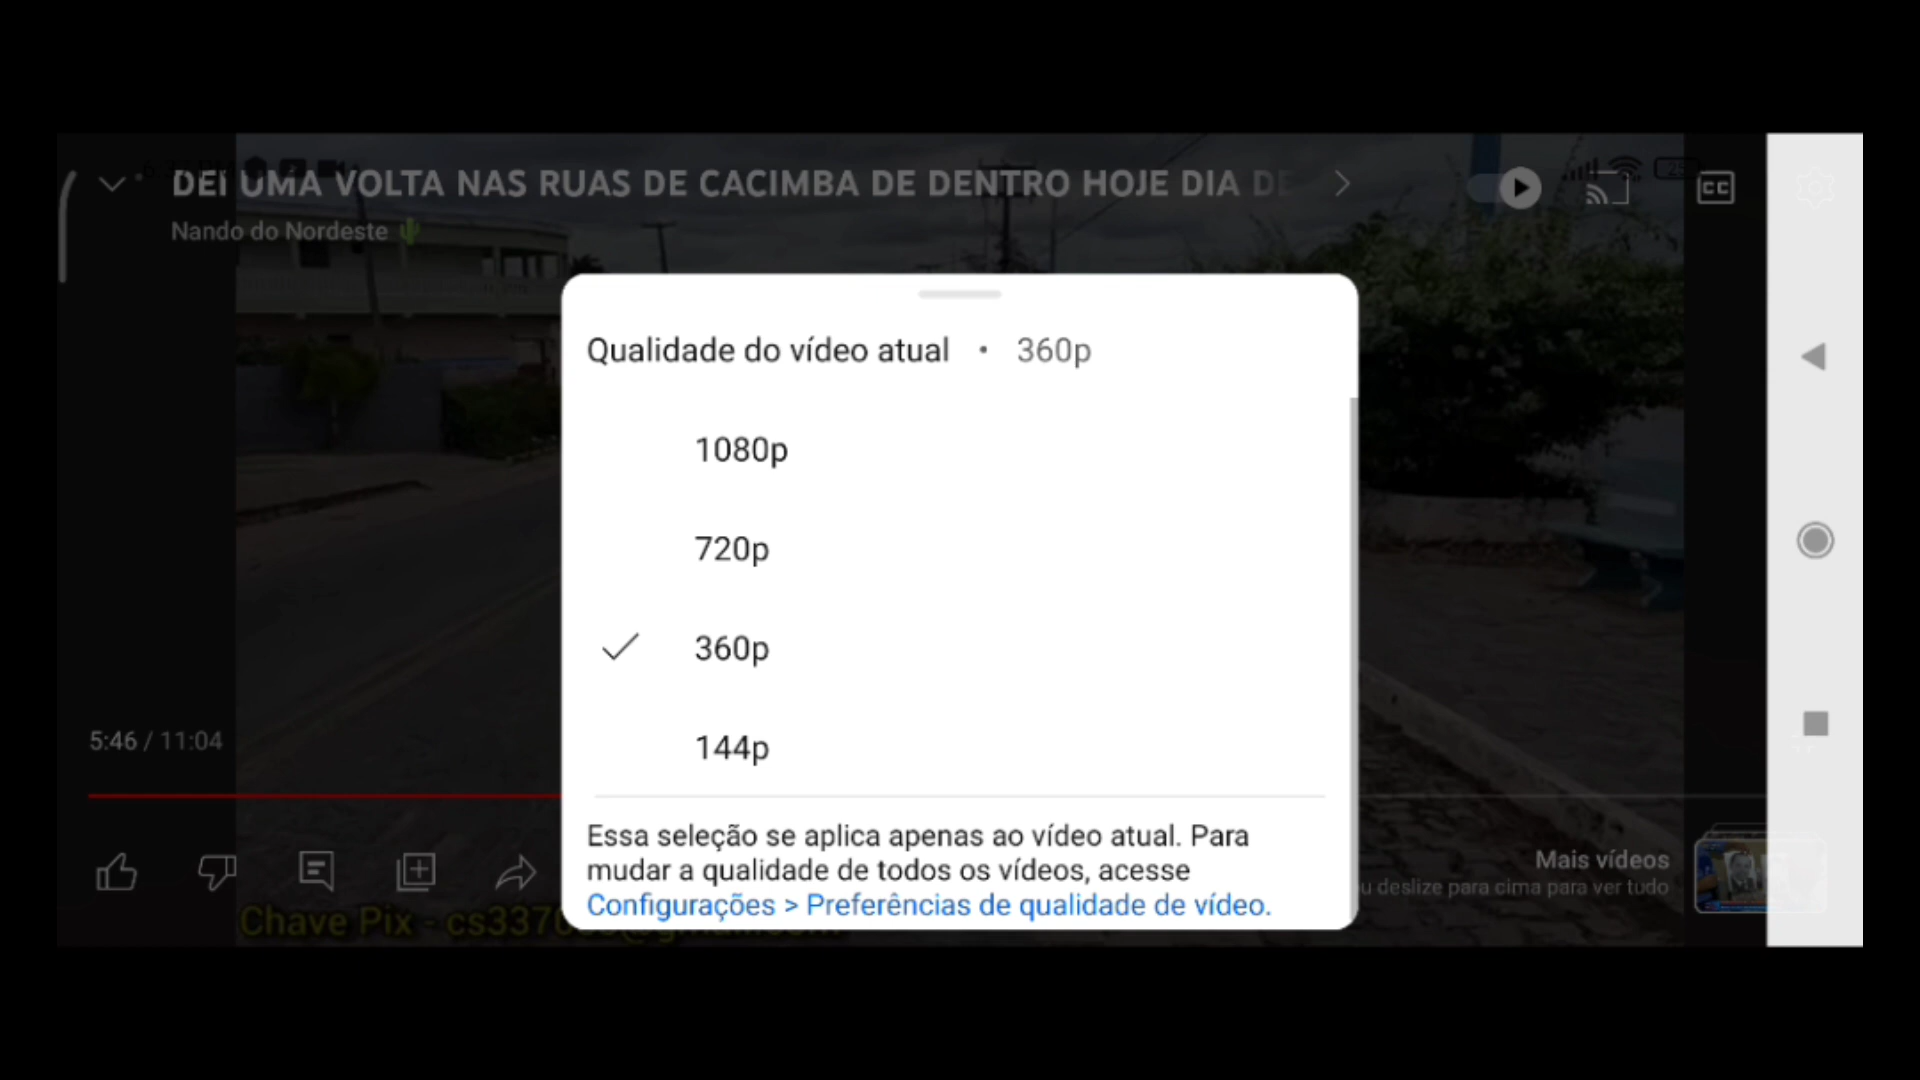 DEI UMA VOLTA NAS RUAS DE CACIMBA DE DENTRO HOJE DIA DE
CC
Nando do Nordeste
Qualidade do vídeo atual • 360p
1080p
720p
360p
144p
5:46 / 11:04
Essa seleção se aplica apenas ao vídeo atual. Para
mudar a qualidade de todos os vídeos, acesse
Configurações > Preferências de qualidade de vídeo.
Mais vídeos
deslize para cima para ver tudo
Chave Pix -